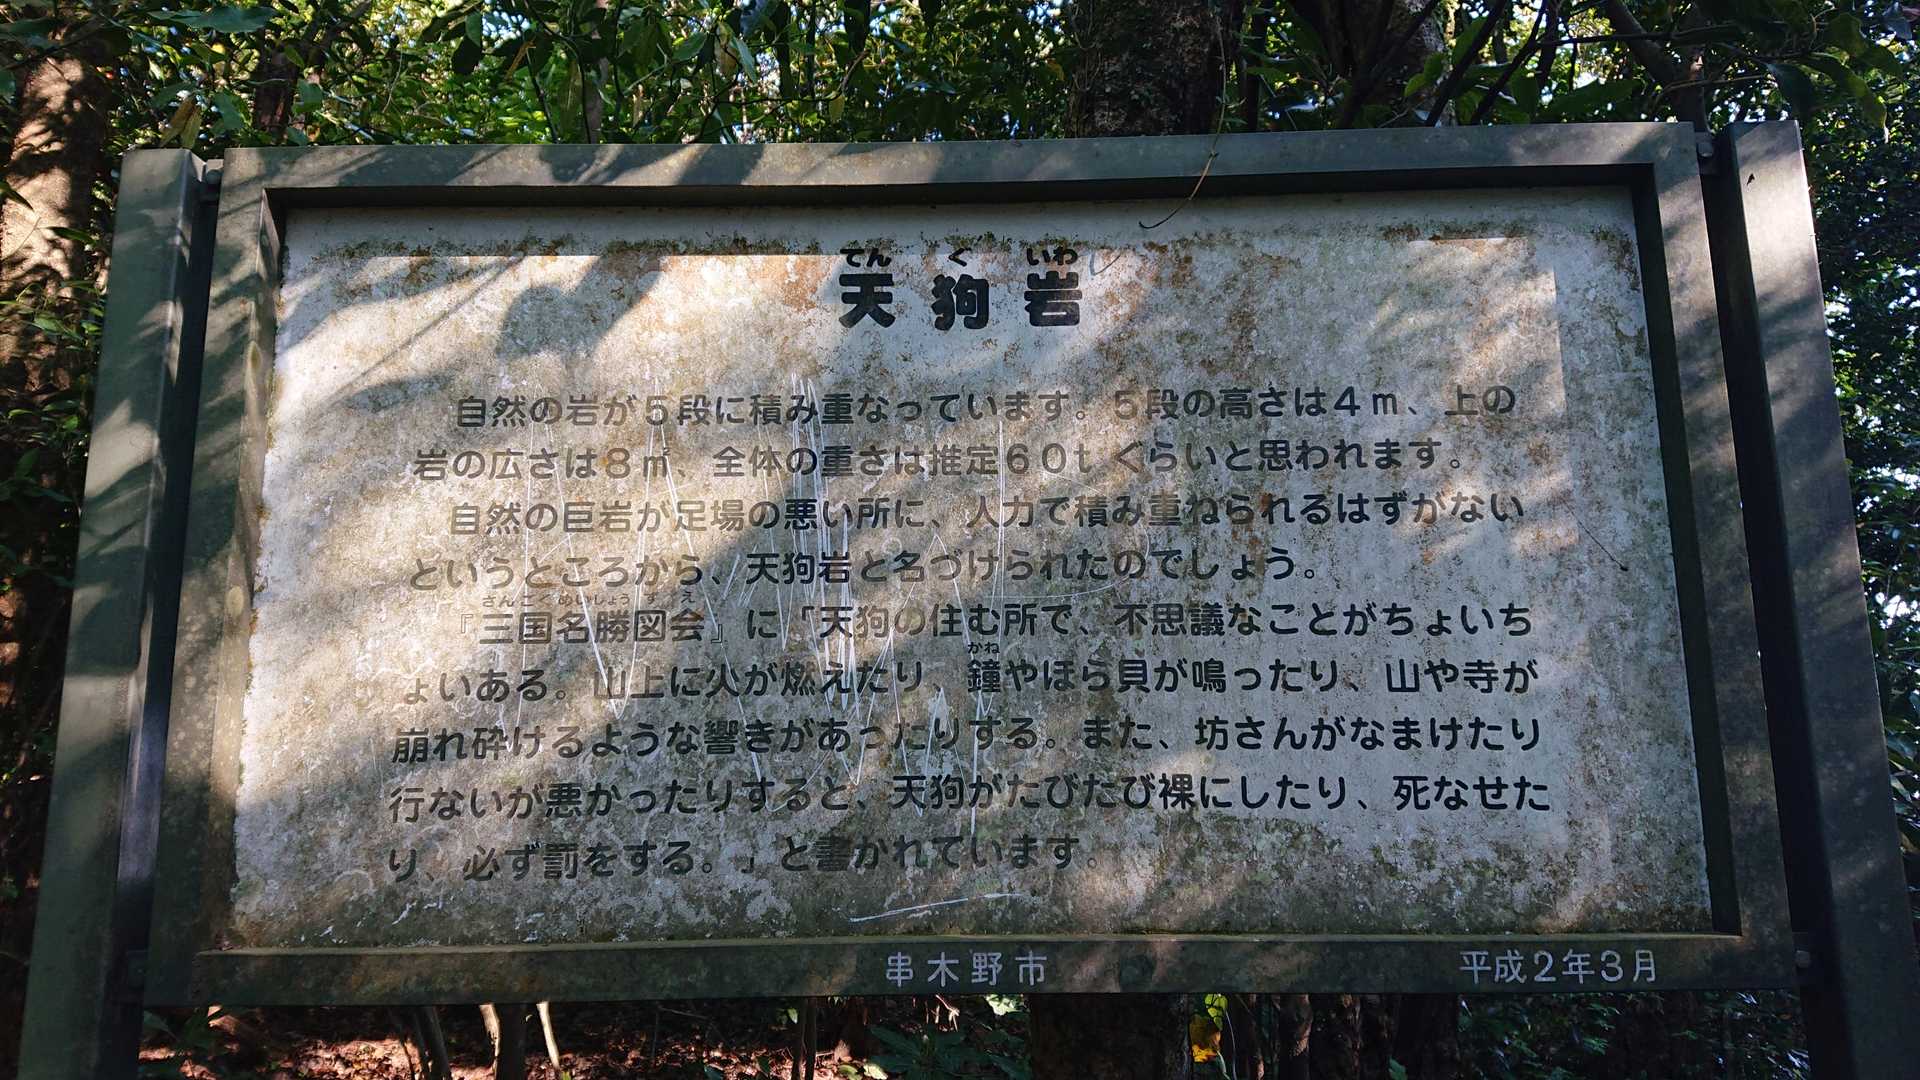 てん ぐ いわ
天狗岩
自然の岩が5段に積み重なっています。5段の高さは4m、上の
岩の広さは8㎡、全体の重さは推定60tぐらいと思われます。
自然の巨岩が足場の悪い所に、人力で積み重ねられるはずがない
というところから、天狗岩と名づけられたのでしょう。
さんごくめいしょう ず え
『三国名勝図会』に「天狗の住む所で、不思議なことがちょいち
かね
ょいある。山上に火が燃えたり、鐘やほら貝が鳴ったり、山や寺が
崩れ砕けるような響きがあったりする。また、坊さんがなまけたり
行ないが悪かったりすると、天狗がたびたび裸にしたり、死なせた
り、必ず罰をする。」と書かれています。
串木野市
平成2年3月